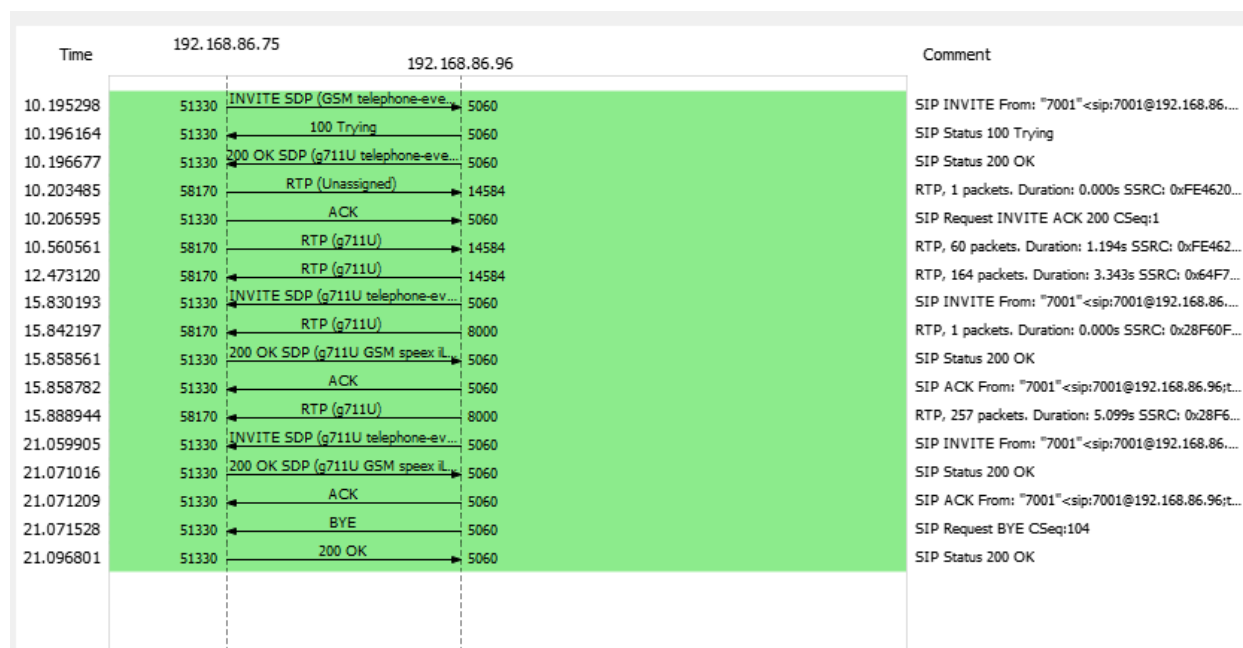 Time 192.168.86.75 192.168.86.96 Comment
10.195298 51330 INVITE SDP (GSM telephone-eve... 5060 SIP INVITE From: "7001"<sip:7001@192.168.86....
10.196164 51330 100 Trying 5060 SIP Status 100 Trying
10.196677 51330 200 OK SDP (g711U telephone-eve... 5060 SIP Status 200 OK
10.203485 58170 RTP (Unassigned) 14584 RTP, 1 packets. Duration: 0.000s SSRC: 0xFE4620...
10.206595 51330 ACK 5060 SIP Request INVITE ACK 200 CSeq:1
10.560561 58170 RTP (g711U) 14584 RTP, 60 packets. Duration: 1.194s SSRC: 0xFE462...
12.473120 58170 RTP (g711U) 14584 RTP, 164 packets. Duration: 3.343s SSRC: 0x64F7...
15.830193 51330 INVITE SDP (g711U telephone-ev... 5060 SIP INVITE From: "7001"<sip:7001@192.168.86....
15.842197 58170 RTP (g711U) 8000 RTP, 1 packets. Duration: 0.000s SSRC: 0x28F60F...
15.858561 51330 200 OK SDP (g711U GSM speex iL... 5060 SIP Status 200 OK
15.858782 51330 ACK 5060 SIP ACK From: "7001"<sip:7001@192.168.86.96;t...
15.888944 58170 RTP (g711U) 8000 RTP, 257 packets. Duration: 5.099s SSRC: 0x28F6...
21.059905 51330 INVITE SDP (g711U telephone-ev... 5060 SIP INVITE From: "7001"<sip:7001@192.168.86....
21.071016 51330 200 OK SDP (g711U GSM speex iL... 5060 SIP Status 200 OK
21.071209 51330 ACK 5060 SIP ACK From: "7001"<sip:7001@192.168.86.96;t...
21.071528 51330 BYE 5060 SIP Request BYE CSeq:104
21.096801 51330 200 OK 5060 SIP Status 200 OK